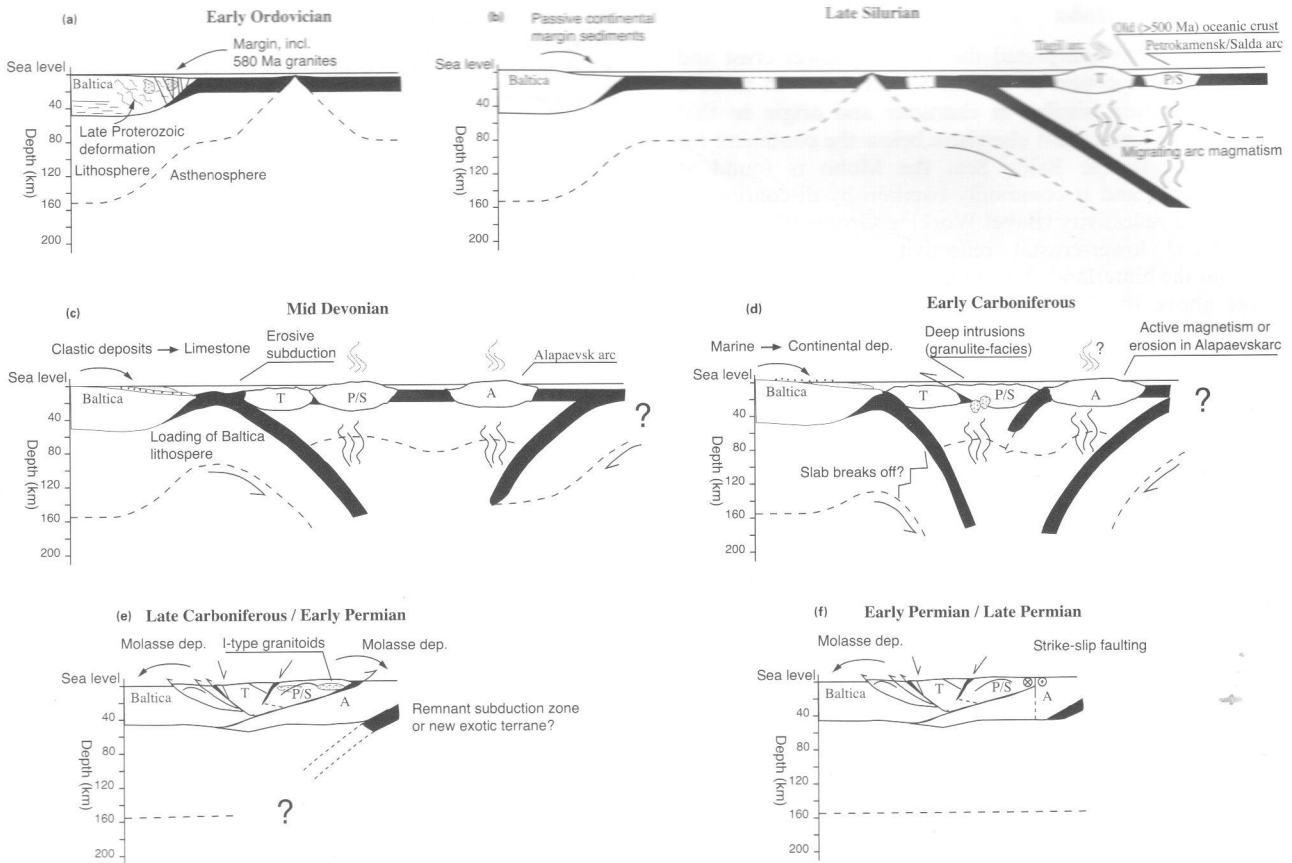 (a)
Early Ordovician
Margin, incl.
580 Ma granites
Sea level
Baltica
40
80
120
160
200
Depth (km)
Late Proterozoic
deformation
Lithosphere
Asthenosphere
(b)
Late Silurian
Passive continental
margin sediments
Tagil arc
Old (>500 Ma) oceanic crust
Petrokamensk/Salda arc
Sea level
Baltica
T
P/S
40
80
120
160
200
Depth (km)
Migrating arc magmatism
(c)
Mid Devonian
Clastic deposits
Limestone
Erosive
subduction
Alapaevsk arc
Sea level
Baltica
T
P/S
A
?
40
80
120
160
200
Depth (km)
Loading of Baltica
lithospere
(d)
Early Carboniferous
Marine
Continental dep.
Deep intrusions
(granulite-facies)
?
Active magnetism or
erosion in Alapaevskarc
Sea level
Baltica
T
P/S
A
?
40
80
120
160
200
Depth (km)
Slab breaks off?
(e) Late Carboniferous / Early Permian
Molasse dep.
I-type granitoids
Molasse dep.
Sea level
Baltica
T
P/S
A
40
80
120
160
200
Depth (km)
Remnant subduction zone
or new exotic terrane?
?
(f)
Early Permian / Late Permian
Molasse dep.
Strike-slip faulting
Sea level
Baltica
T
P/S
A
40
80
120
160
200
Depth (km)